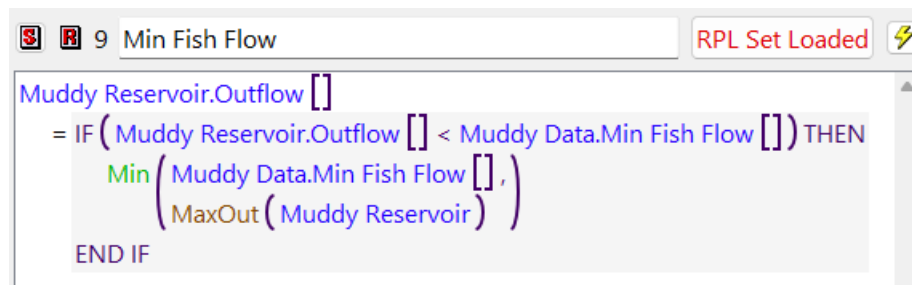 S R 9 Min Fish Flow RPL Set Loaded
Muddy Reservoir.Outflow []
= IF ( Muddy Reservoir.Outflow [] < Muddy Data.Min Fish Flow [] ) THEN
Min ( Muddy Data.Min Fish Flow [] ,
MaxOut ( Muddy Reservoir ) )
END IF